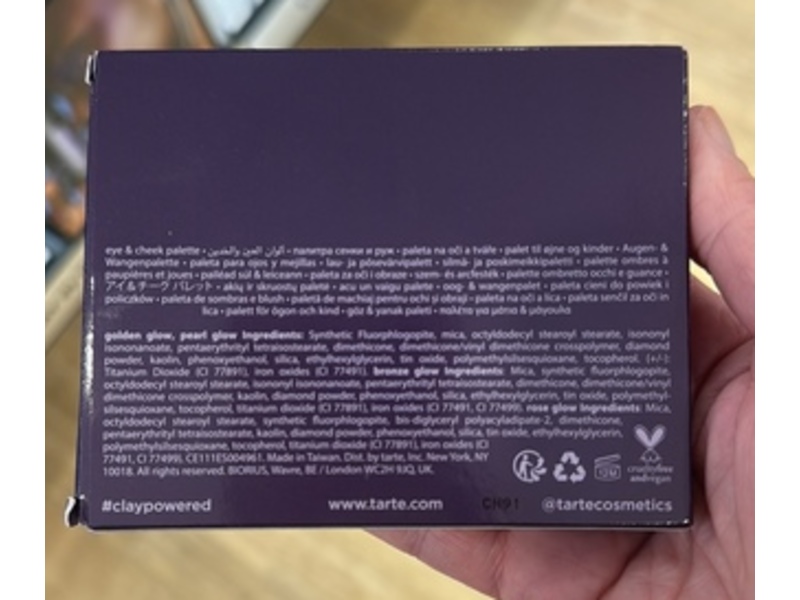 eye & cheek palette • ألوان العين والخدين • палитра сенки и руж • paleta na oči a tváře • palet til øjne og kinder • Augen- &
Wangenpalette • paleta para ojos y mejillas • lau- ja põsevärvipalett • silmä- ja poskimeikkipaletti • palette ombres à
paupières et joues • palléad súl & leiceann • paleta za oči i obraze • szem- és arcfesték • palette ombretto occhi e guance •
アイ&チーク パレット • akių ir skruostų paletė • acu un vaigu palete • oog- & wangenpalet • paleta cieni do powiek i
policzków • paleta de sombras e blush • paletă de machiaj pentru ochi și obraji • paleta na oči a líca • paleta senčil za oči in
lica • palett för ögon och kind • göz & yanak paleti • παλέτα για μάτια & μάγουλα
golden glow, pearl glow Ingredients: Synthetic Fluorphlogopite, mica, octyldodecyl stearoyl stearate, isononyl
isononanoate, pentaerythrityl tetraisostearate, dimethicone, dimethicone/vinyl dimethicone crosspolymer, diamond
powder, kaolin, phenoxyethanol, silica, ethylhexylglycerin, tin oxide, polymethylsilsesquioxane, tocopherol. [+/-]:
Titanium Dioxide (CI 77891), iron oxides (CI 77491). bronze glow Ingredients: Mica, synthetic fluorphlogopite,
octyldodecyl stearoyl stearate, isononyl isononanoate, pentaerythrityl tetraisostearate, dimethicone, dimethicone/vinyl
dimethicone crosspolymer, kaolin, diamond powder, phenoxyethanol, silica, ethylhexylglycerin, tin oxide, polymethyl-
silsesquioxane, tocopherol, titanium dioxide (CI 77891), iron oxides (CI 77491, CI 77499). rose glow Ingredients: Mica,
octyldodecyl stearoyl stearate, synthetic fluorphlogopite, bis-diglyceryl polyacyladipate-2, dimethicone,
pentaerythrityl tetraisostearate, kaolin, diamond powder, phenoxyethanol, silica, tin oxide, ethylhexylglycerin,
polymethylsilsesquioxane, tocopherol, titanium dioxide (CI 77891), iron oxides (CI
77491, CI 77499). CE111ES004961. Made in Taiwan. Dist. by tarte, Inc. New York, NY
10018. All rights reserved. BIORIUS, Wavre, BE / London WC2H 9JQ, UK.
12M
crueltyfree
andvegan
#claypowered www.tarte.com CH91 @tartecosmetics